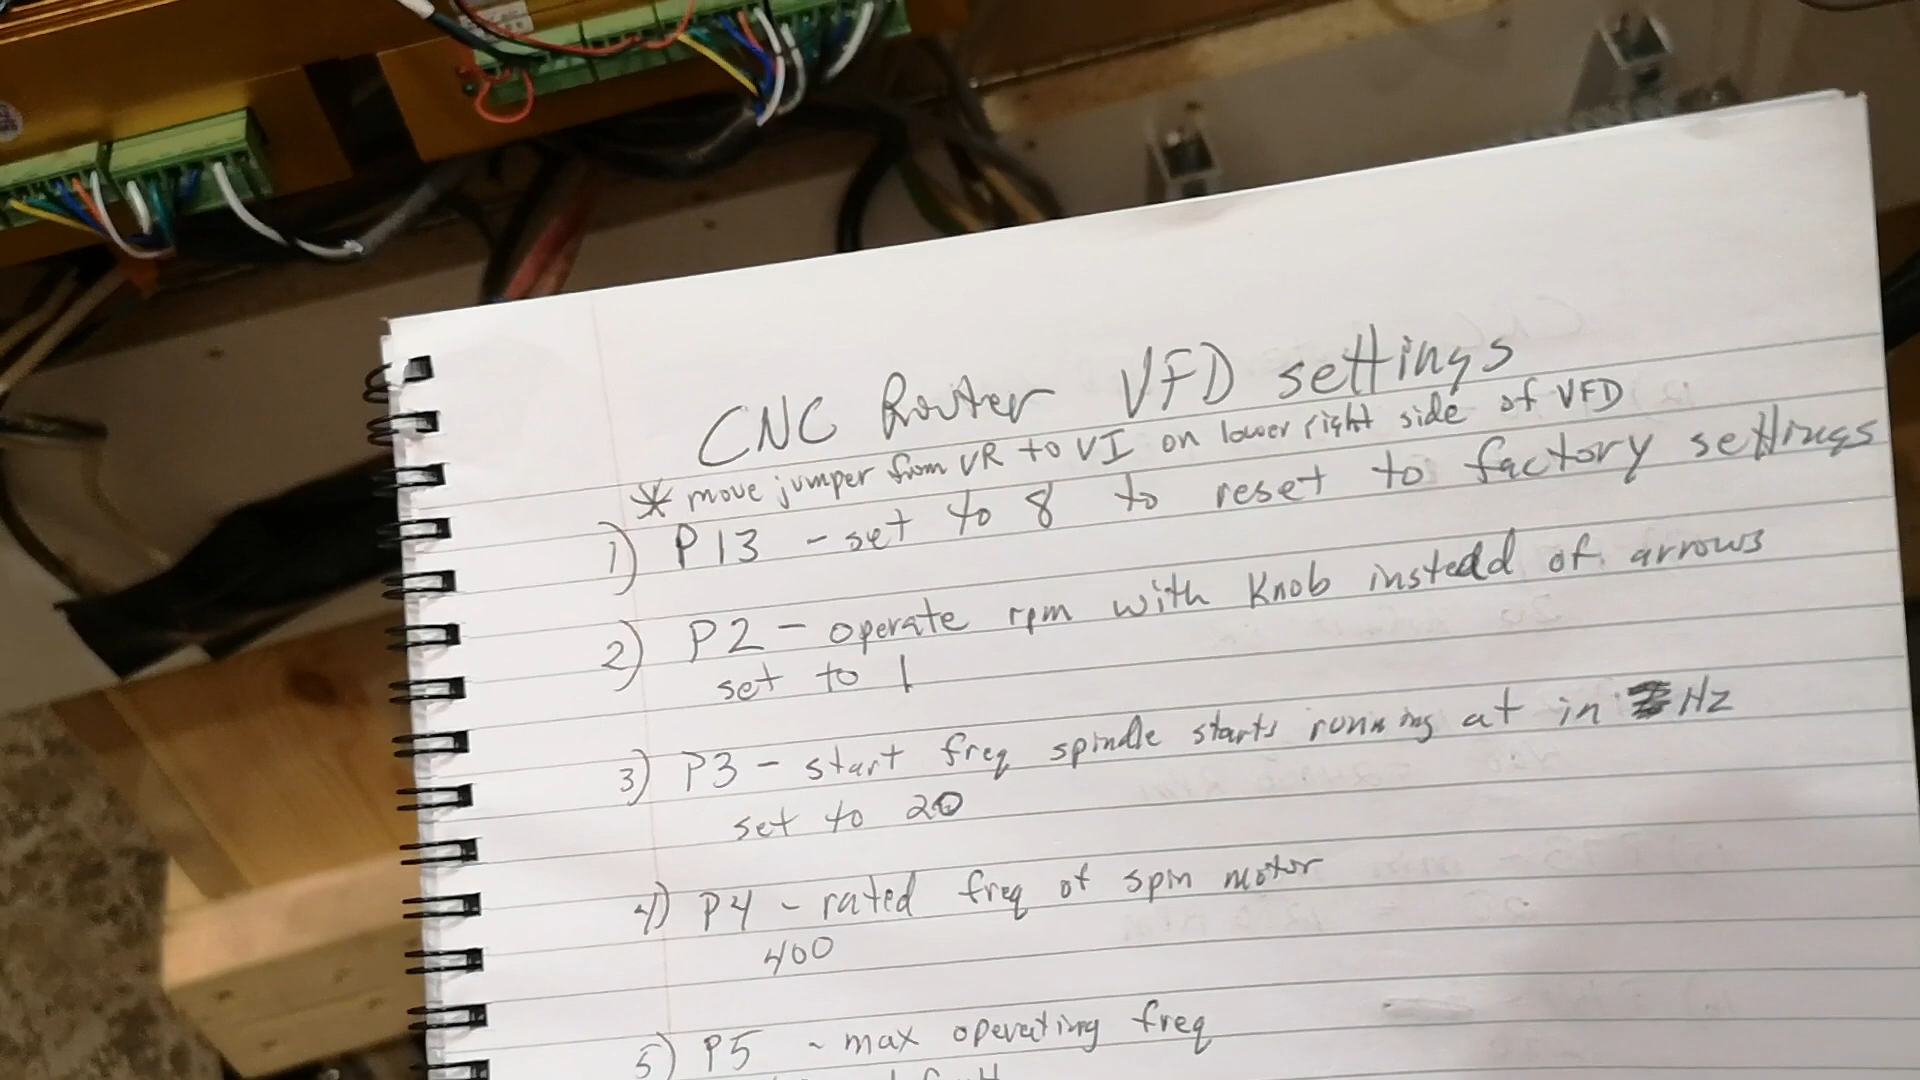 CNC Router VFD settings
* move jumper from VR to VI on lower right side of VFD
1) P13 - set to 8 to reset to factory settings
2) P2 - operate rpm with Knob instead of arrows
set to 1
3) P3 - start freq spindle starts running at in Hz
set to 20
4) P4 - rated freq of spin motor
400
5) P5 - max operating freq